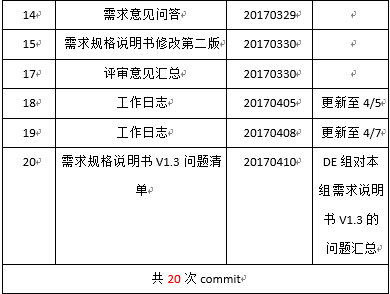 14 需求意见问答 20170329
15 需求规格说明书修改第二版 20170330
17 评审意见汇总 20170330
18 工作日志 20170405 更新至 4/5
19 工作日志 20170408 更新至 4/7
20 需求规格说明书 V1.3 问题清 20170410 DE 组对本
单 组需求说明
书 V1.3 的
问题汇总
共 20 次 commit